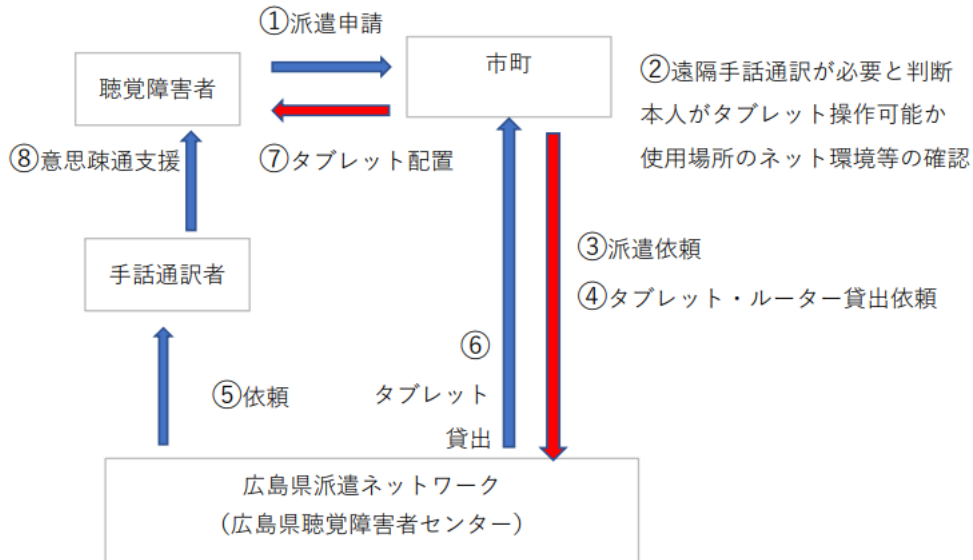 ①派遣申請
聴覚障害者
市町
②遠隔手話通訳が必要と判断
本人がタブレット操作可能か
使用場所のネット環境等の確認
⑧意思疎通支援
⑦タブレット配置
手話通訳者
③派遣依頼
④タブレット・ルーター貸出依頼
⑤依頼
⑥
タブレット
貸出
広島県派遣ネットワーク
（広島県聴覚障害者センター）